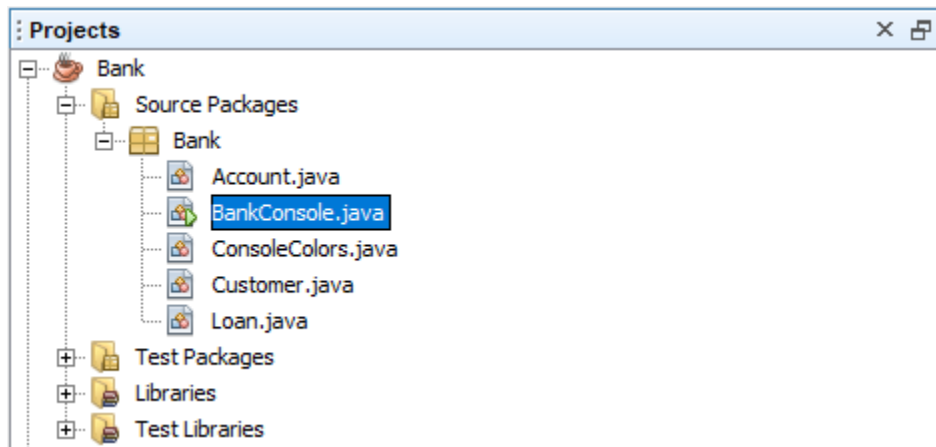 Projects
Bank
Source Packages
Bank
Account.java
BankConsole.java
ConsoleColors.java
Customer.java
Loan.java
Test Packages
Libraries
Test Libraries